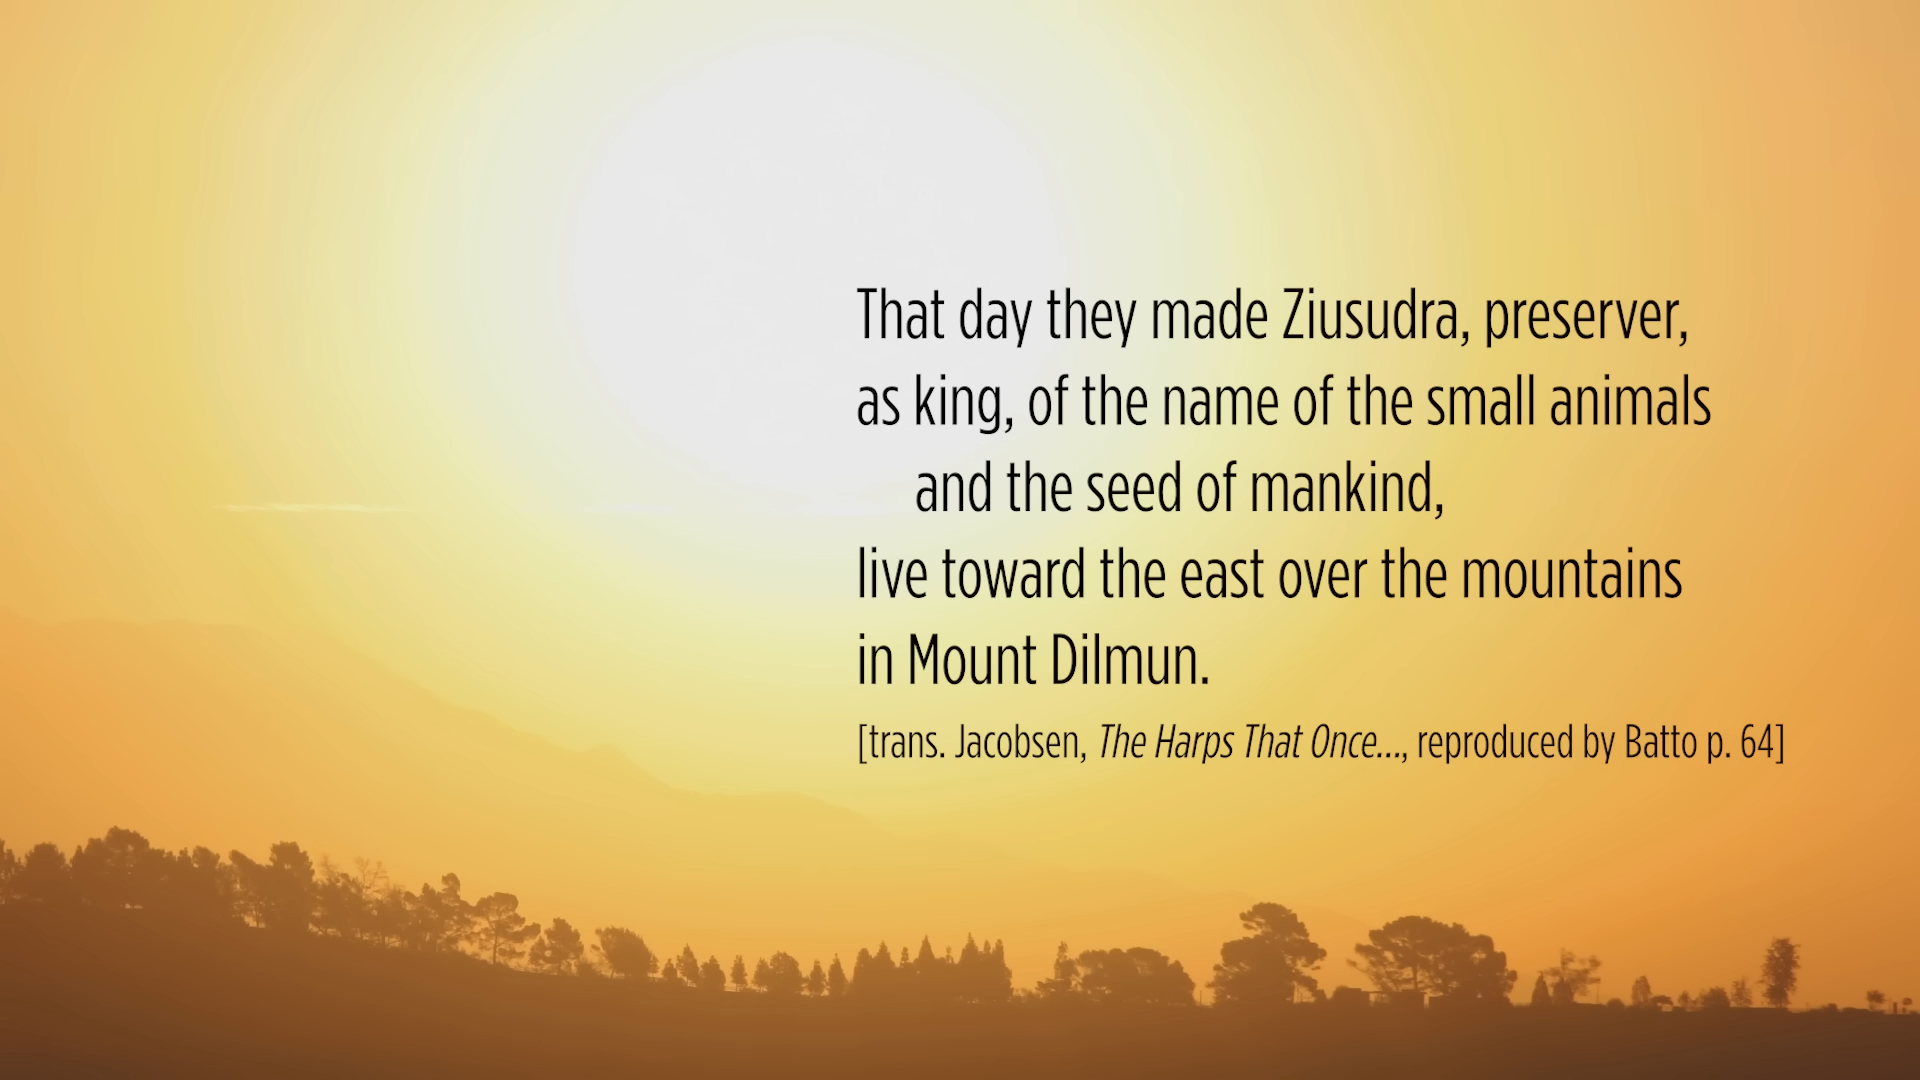 That day they made Ziusudra, preserver,
as king, of the name of the small animals
and the seed of mankind,
live toward the east over the mountains
in Mount Dilmun.
[trans. Jacobsen, The Harps That Once..., reproduced by Batto p. 64]